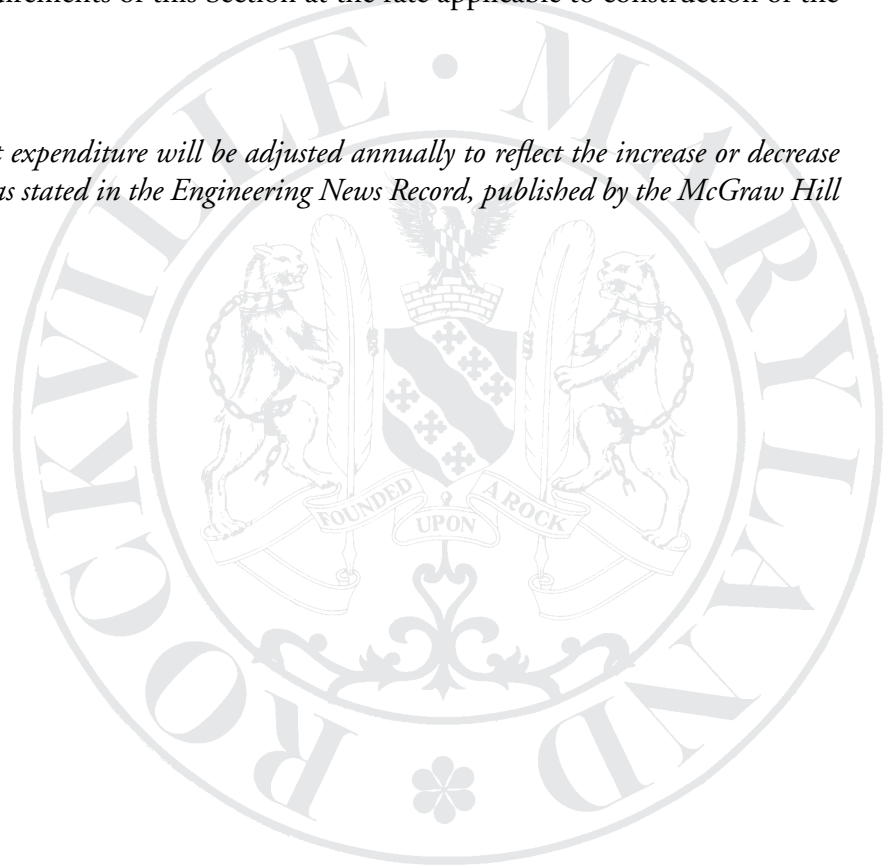 of this Section at the rate applicable to construction of the
expenditure will be adjusted annually to reflect the increase or decrease
as stated in the Engineering News Record, published by the McGraw Hill
ROCKVILLE • MARYLAND
FOUNDED
UPON
A ROCK